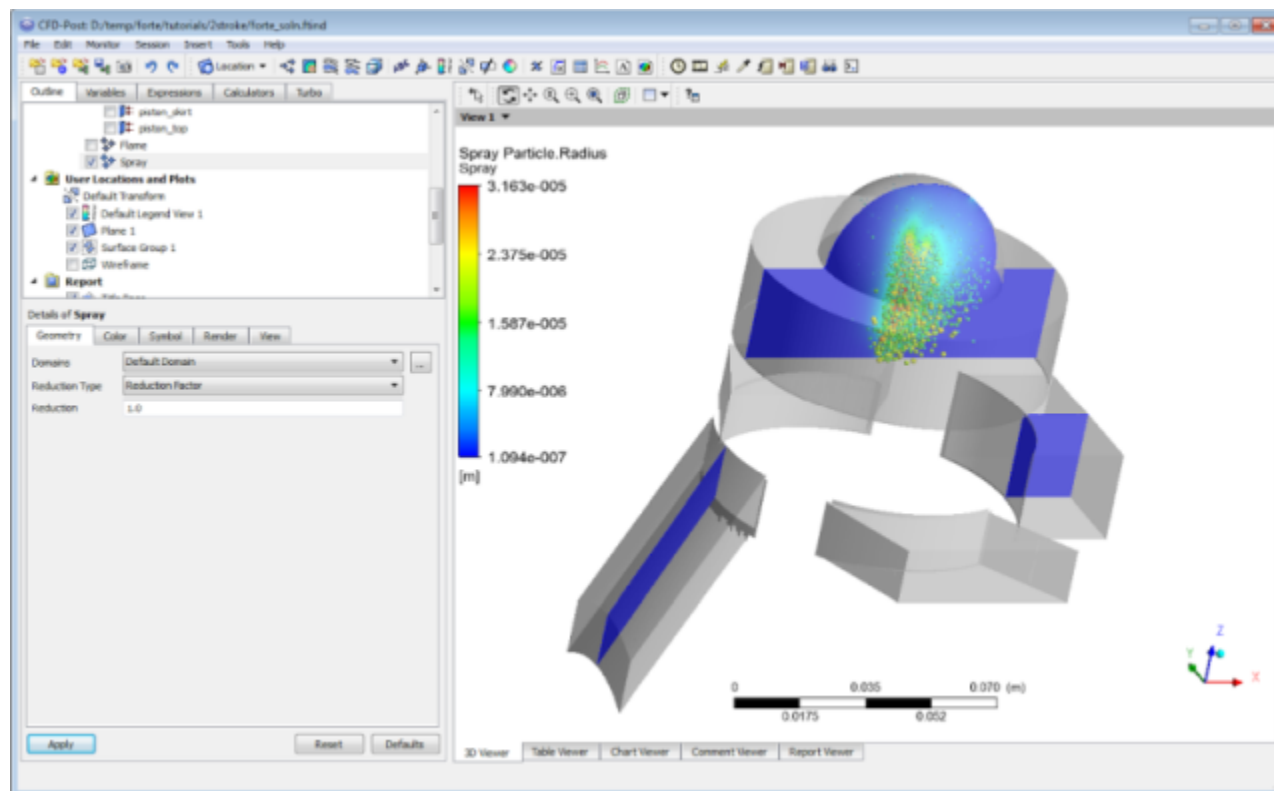 CFD-Post: D:/temp/forte/tutorials/2stroke/forte_soln.ftind
File Edit Monitor Session Insert Tools Help
Location
Outline Variables Expressions Calculators Turbo
piston_skirt
piston_top
Flame
Spray
User Locations and Plots
Default Transform
Default Legend View 1
Plane 1
Surface Group 1
Wireframe
Report
Details of Spray
Geometry Color Symbol Render View
Domains Default Domain ...
Reduction Type Reduction Factor
Reduction 1.0
Apply Reset Defaults
View 1
Spray Particle.Radius
Spray
3.163e-005
2.375e-005
1.587e-005
7.990e-006
1.094e-007
[m]
Z
Y
X
0 0.035 0.070 (m)
0.0175 0.052
3D Viewer Table Viewer Chart Viewer Comment Viewer Report Viewer